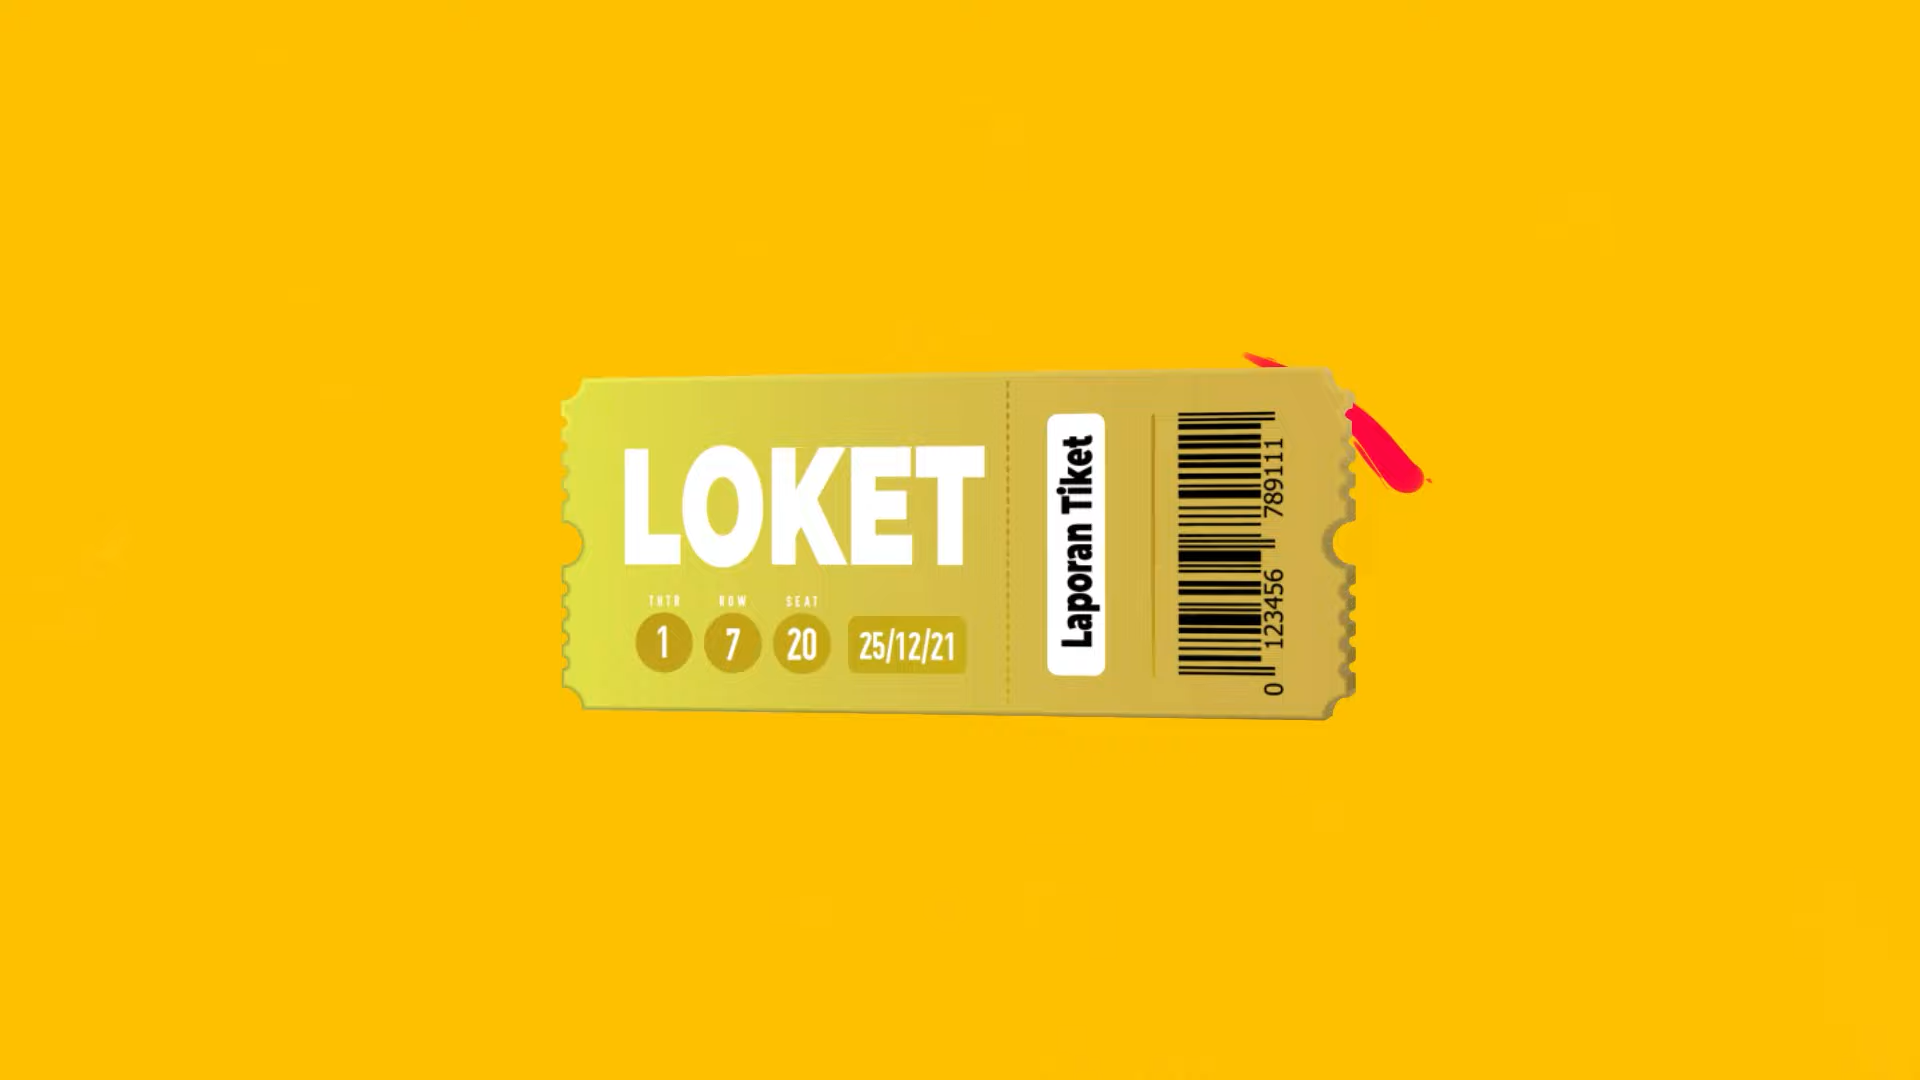 LOKET
THTR ROW SEAT
1 7 20 25/12/21
Laporan Tiket
0 123456 789111